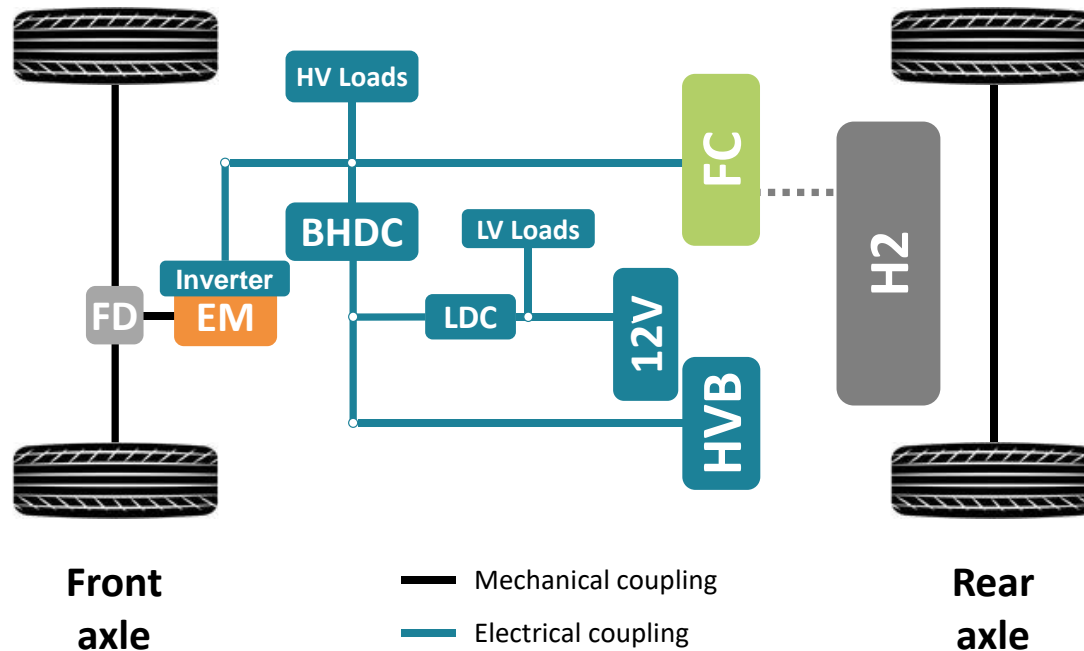 HV Loads
FC
BHDC
LV Loads
H2
Inverter
FD
EM
LDC
12V
HVB
Front
axle
Mechanical coupling
Electrical coupling
Rear
axle